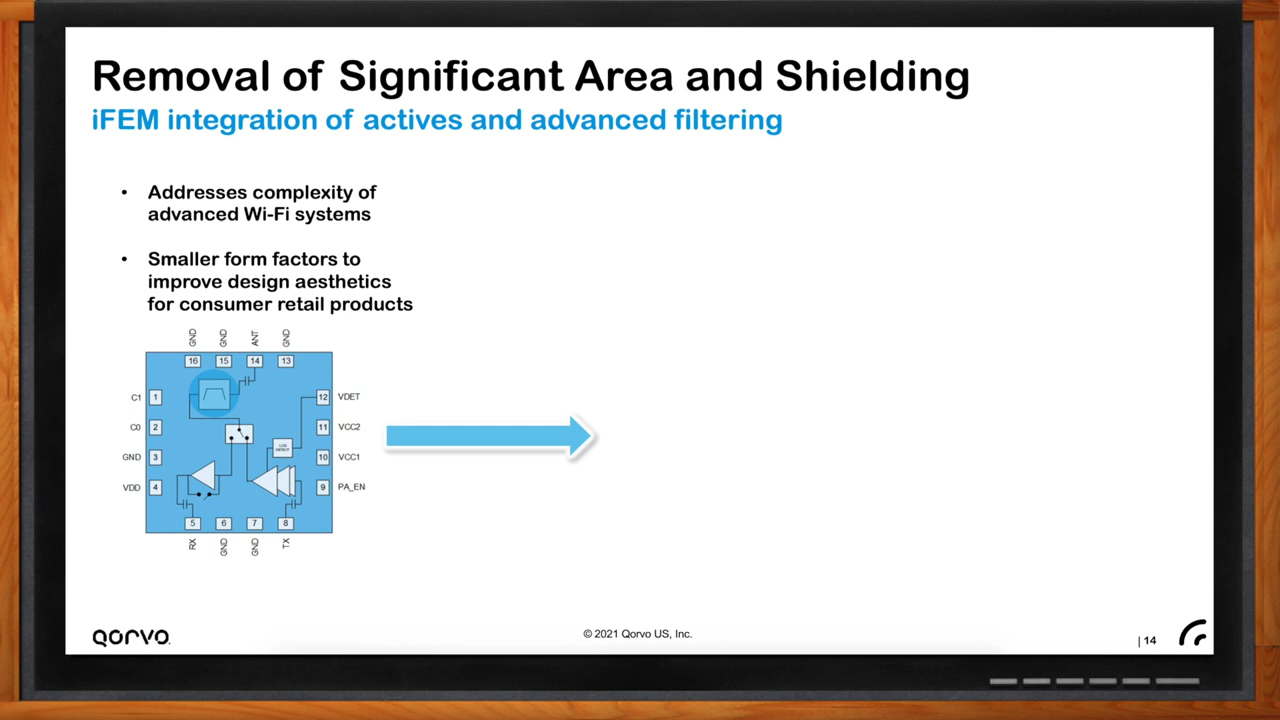 Removal of Significant Area and Shielding
iFEM integration of actives and advanced filtering
• Addresses complexity of
advanced Wi-Fi systems
• Smaller form factors to
improve design aesthetics
for consumer retail products
GND GND ANT GND
16 15 14 13
C1 1 12 VDET
C0 2 11 VCC2
LOG
DETECT
GND 3 10 VCC1
VDD 4 9 PA_EN
5 6 7 8
RX GND GND TX
QORVO
© 2021 Qorvo US, Inc.
| 14